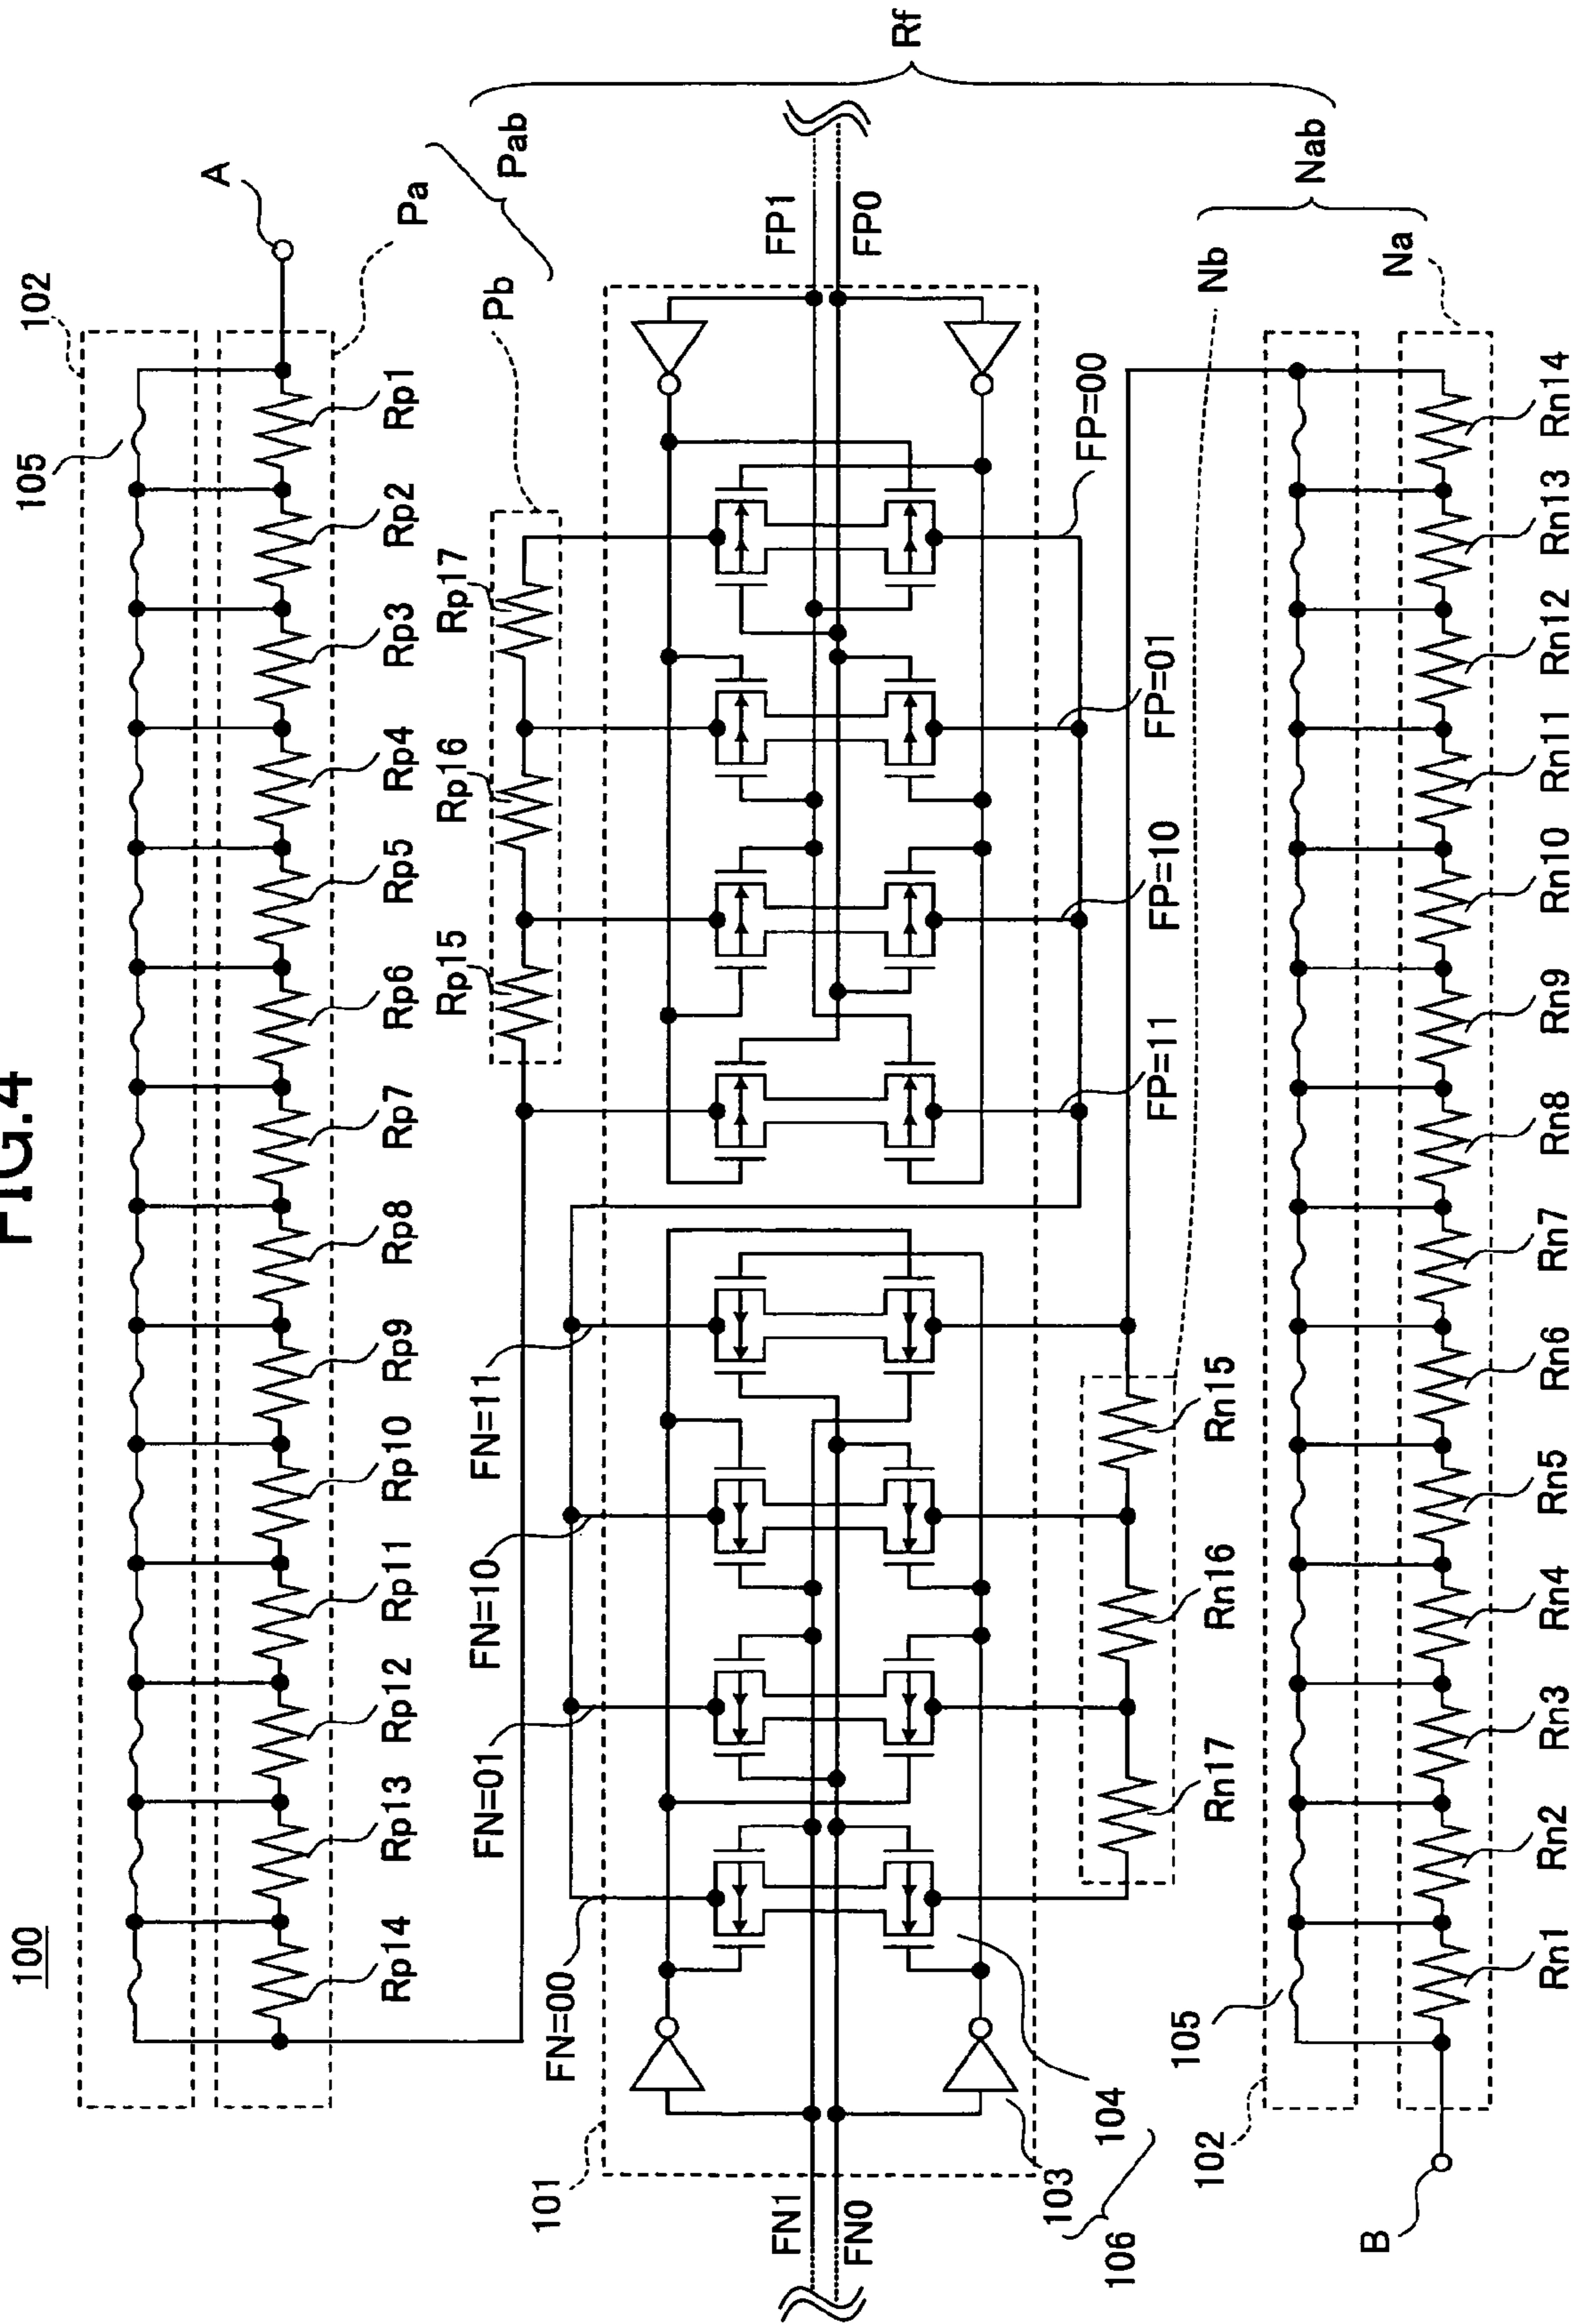 FIG.4
100
102
105
A
Rp14
Rp13
Rp12
Rp11
Rp10
Rp9
Rp8
Rp7
Rp6
Rp5
Rp4
Rp3
Rp2
Rp1
Pa
Pab
Pb
Rp15
Rp16
Rp17
Rf
FN=00
FN=01
FN=10
FN=11
101
FN1
FN0
FP1
FP0
103
104
106
FP=11
FP=10
FP=01
FP=00
Rn17
Rn16
Rn15
Nb
Nab
Na
105
102
B
Rn1
Rn2
Rn3
Rn4
Rn5
Rn6
Rn7
Rn8
Rn9
Rn10
Rn11
Rn12
Rn13
Rn14